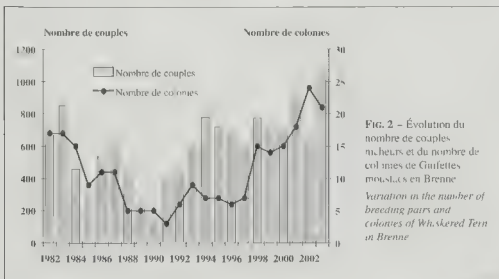 Nombre de couples
Nombre de colonies
1200
1000
800
600
400
200
0
Nombre de couples
Nombre de colonies
30
25
20
15
10
5
0
1982 1984 1986 1988 1990 1992 1994 1996 1998 2000 2002
FIG. 2 – Évolution du
nombre de couples
nicheurs et du nombre de
colonies de Guifettes
moustacs en Brenne
Variation in the number of
breeding pairs and
colonies of Whiskered Tern
in Brenne